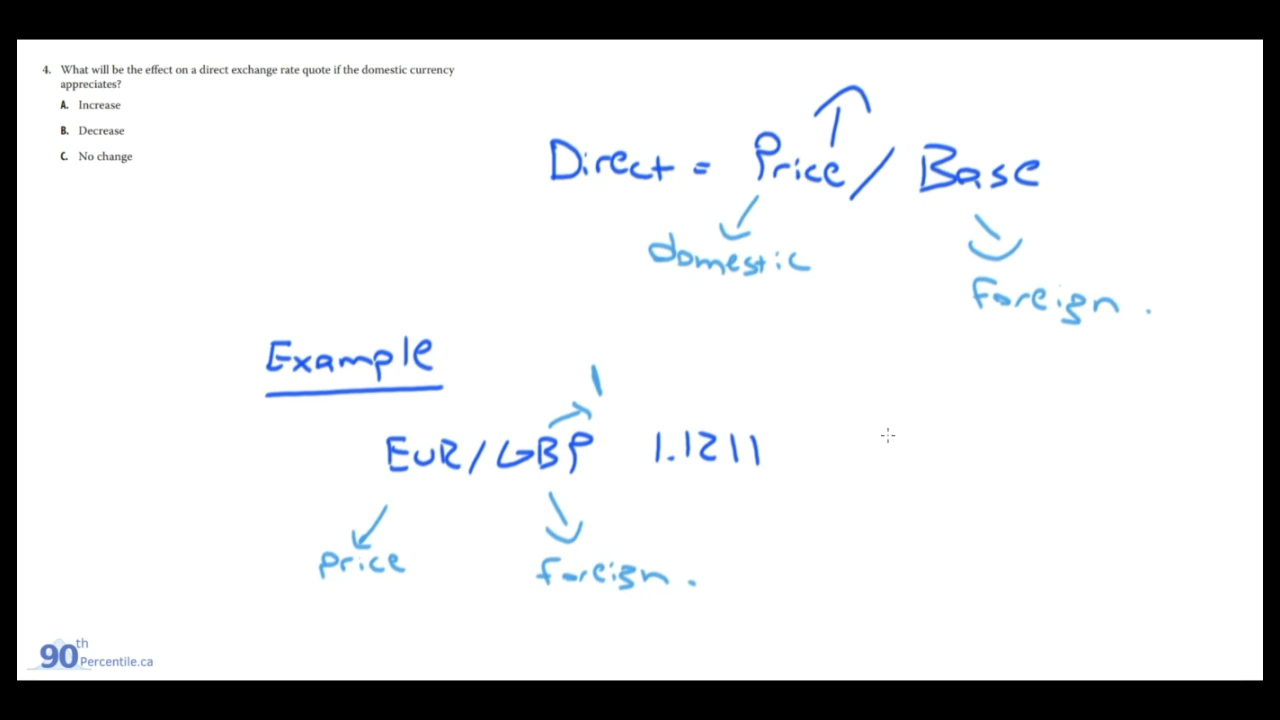 4. What will be the effect on a direct exchange rate quote if the domestic currency
appreciates?
A. Increase
B. Decrease
C. No change
Direct = Price / Base
domestic
foreign.
Example
1
EUR/GBP 1.1211
price
foreign.
90th
Percentile.ca